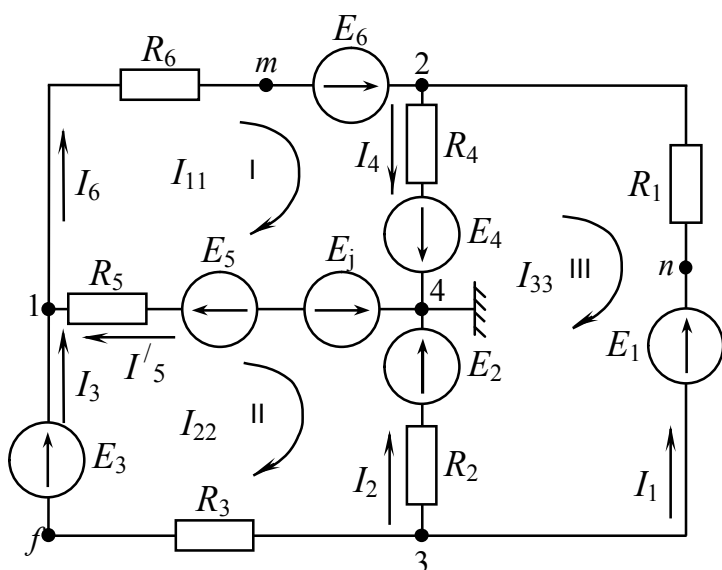 E6
R6 m 2
I4 R4
I6 I11 I R1
E5 Ej E4 n
R5 4 I33 III
1
I/5 E2 E1
I3 I22 II
E3 R2
R3 I2 I1
f 3